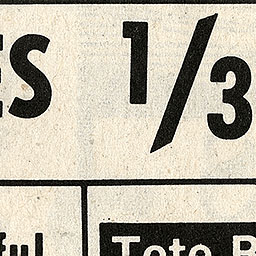 ES 1/3
ful
Tote B